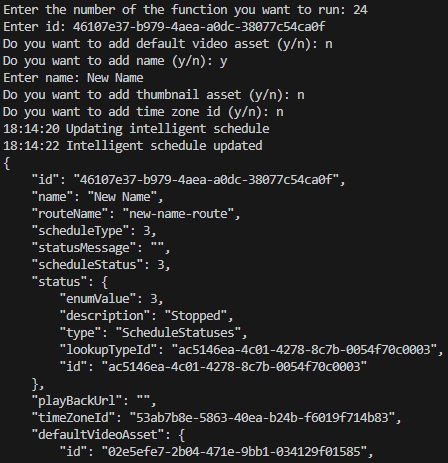 Enter the number of the function you want to run: 24
Enter id: 46107e37-b979-4aea-a0dc-38077c54ca0f
Do you want to add default video asset (y/n): n
Do you want to add name (y/n): y
Enter name: New Name
Do you want to add thumbnail asset (y/n): n
Do you want to add time zone id (y/n): n
18:14:20 Updating intelligent schedule
18:14:22 Intelligent schedule updated
{
    "id": "46107e37-b979-4aea-a0dc-38077c54ca0f",
    "name": "New Name",
    "routeName": "new-name-route",
    "scheduleType": 3,
    "statusMessage": "",
    "scheduleStatus": 3,
    "status": {
        "enumValue": 3,
        "description": "Stopped",
        "type": "ScheduleStatuses",
        "lookupTypeId": "ac5146ea-4c01-4278-8c7b-0054f70c0003",
        "id": "ac5146ea-4c01-4278-8c7b-0054f70c0003"
    },
    "playBackUrl": "",
    "timeZoneId": "53ab7b8e-5863-40ea-b24b-f6019f714b83",
    "defaultVideoAsset": {
        "id": "02e5efe7-2b04-471e-9bb1-034129f01585",